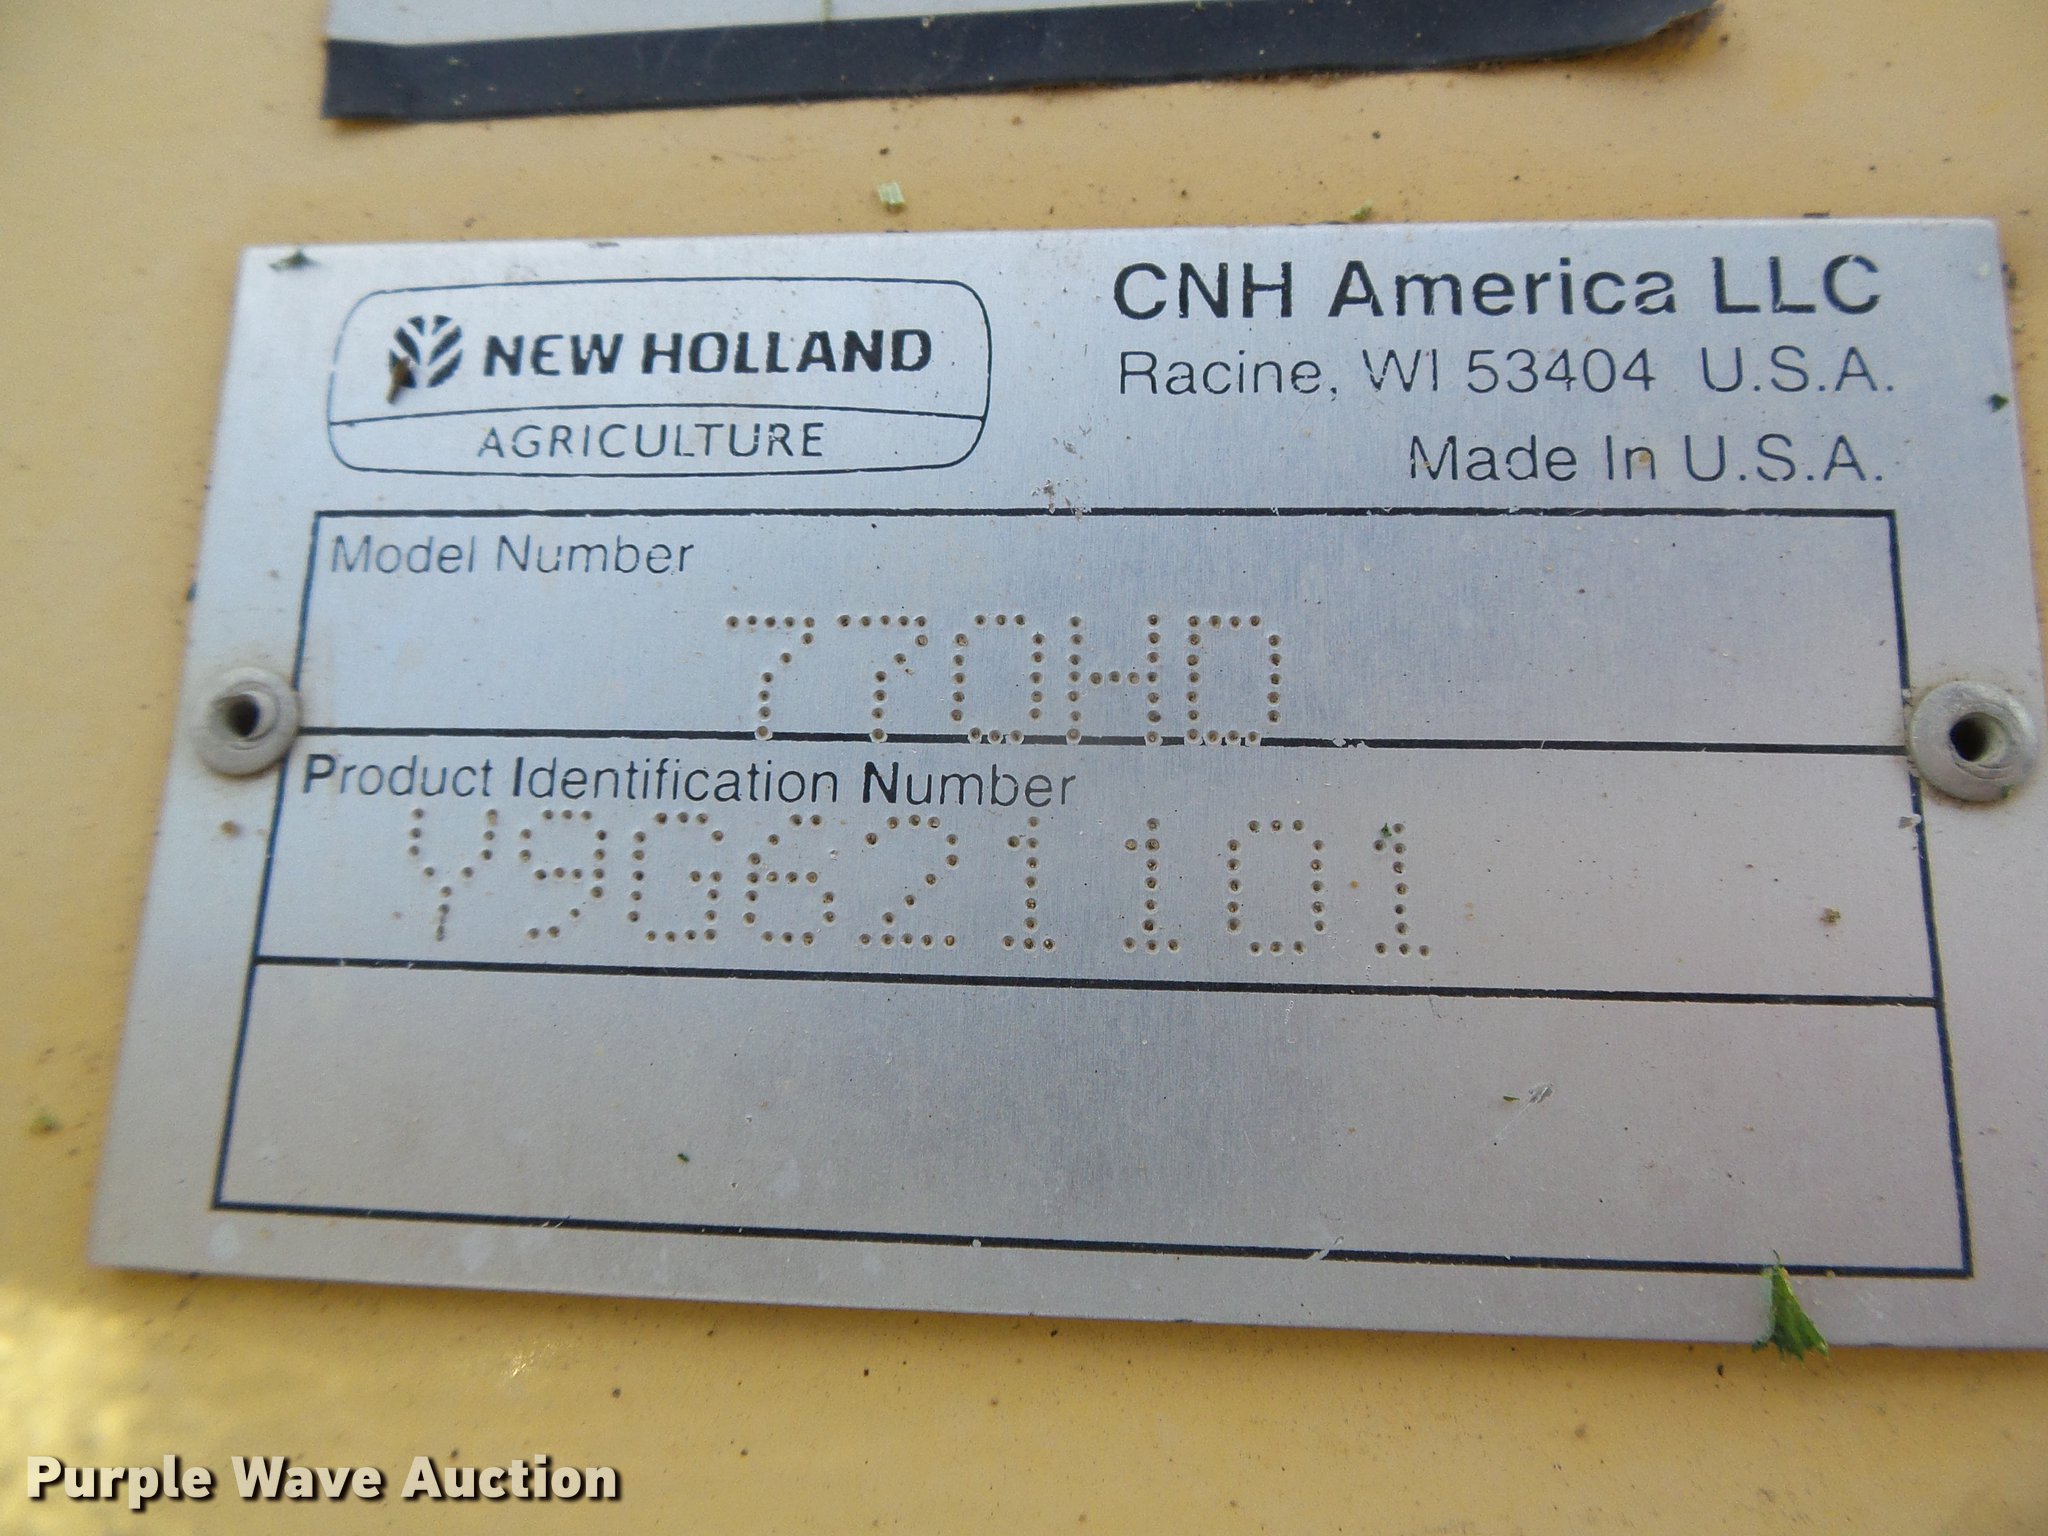 NEW HOLLAND
AGRICULTURE
CNH America LLC
Racine, WI 53404 U.S.A.
Made In U.S.A.
Model Number
770HD
Product Identification Number
Y9G621101
Purple Wave Auction